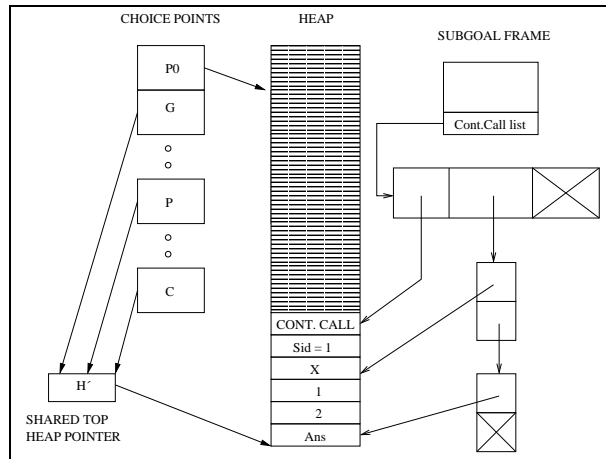 CHOICE POINTS
HEAP
SUBGOAL FRAME
P0
G
Cont.Call list
P
C
CONT. CALL
Sid = 1
X
1
2
Ans
H´
SHARED TOP
HEAP POINTER